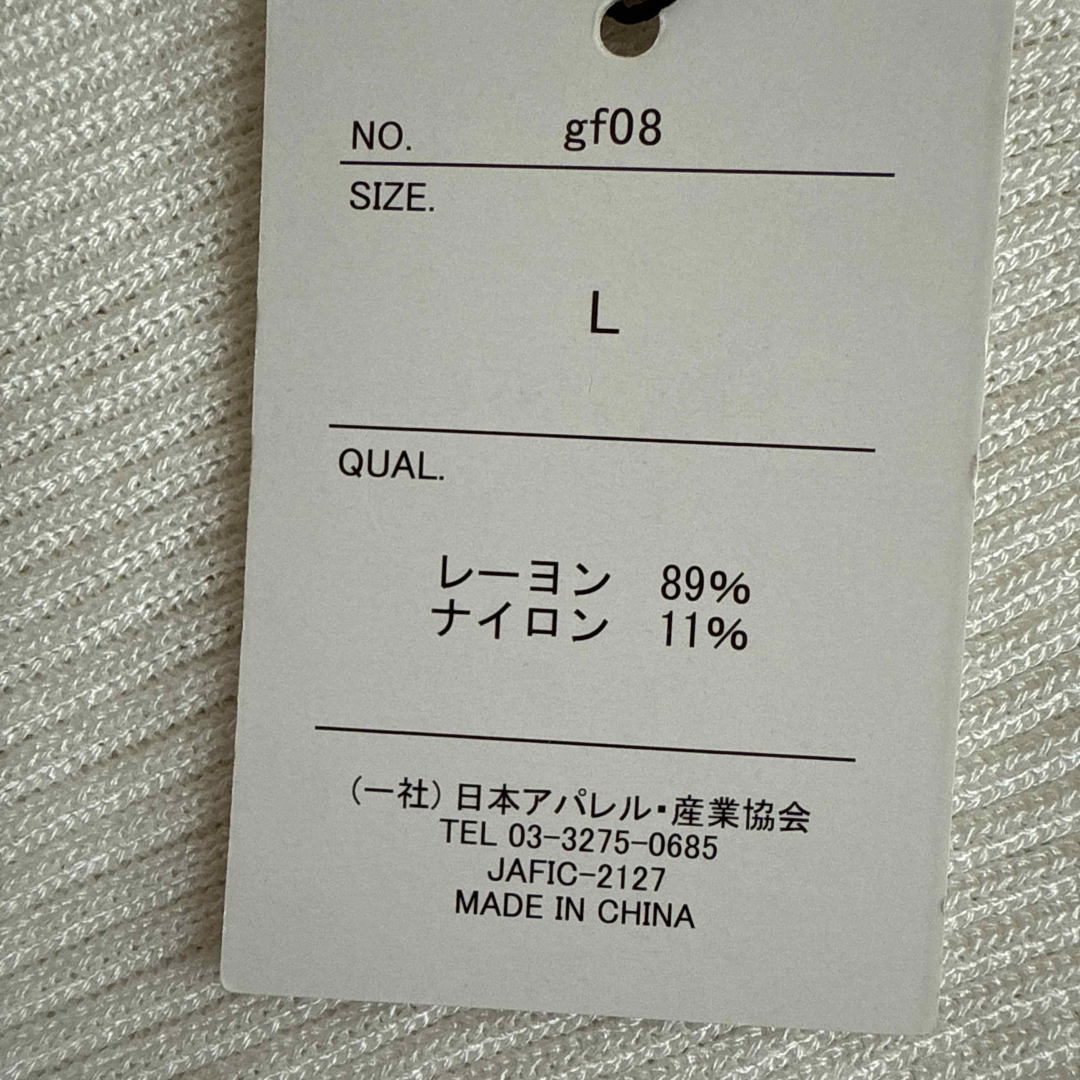 NO. gf08
SIZE.
L
QUAL.
レーヨン 89%
ナイロン 11%
(一社)日本アパレル・産業協会
TEL 03-3275-0685
JAFIC-2127
MADE IN CHINA